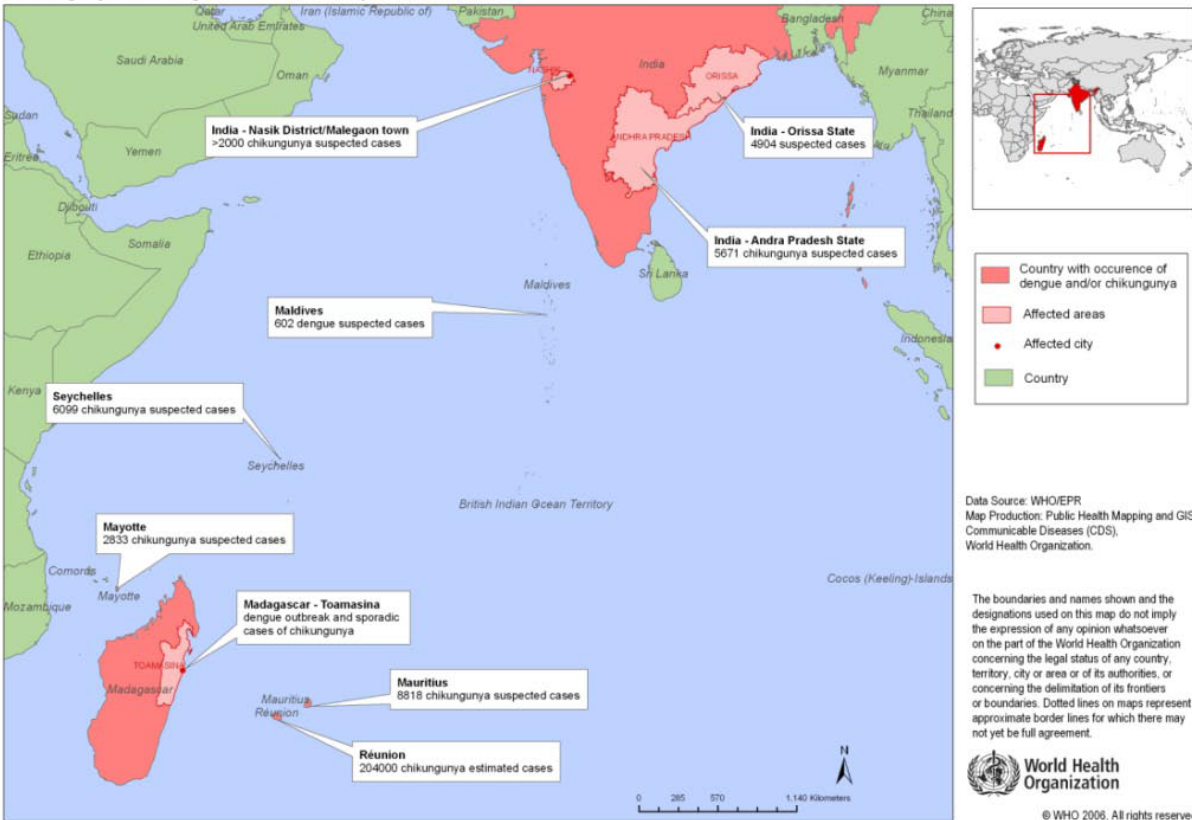 Qatar
Iran (Islamic Republic of)
Pakistan
Bangladesh
China
United Arab Emirates
Saudi Arabia
Oman
India
ORISSA
Myanmar
Sudan
Thailand
India - Nasik District/Malegaon town
>2000 chikungunya suspected cases
ANDHRA PRADESH
India - Orissa State
4904 suspected cases
Yemen
Eritrea
Djibouti
Somalia
Ethiopia
India - Andra Pradesh State
5671 chikungunya suspected cases
Sri Lanka
Maldives
Maldives
602 dengue suspected cases
Indonesia
Kenya
Seychelles
6099 chikungunya suspected cases
Seychelles
British Indian Ocean Territory
Mayotte
2833 chikungunya suspected cases
Comoros
Mayotte
Cocos (Keeling) Islands
Mozambique
Madagascar - Toamasina
dengue outbreak and sporadic
cases of chikungunya
TOAMASINA
Madagascar
Mauritius
8818 chikungunya suspected cases
Mauritius
Réunion
Réunion
204000 chikungunya estimated cases
N
0 285 570 1,140 Kilometers
Country with occurence of
dengue and/or chikungunya
Affected areas
Affected city
Country
Data Source: WHO/EPR
Map Production: Public Health Mapping and GIS
Communicable Diseases (CDS),
World Health Organization.
The boundaries and names shown and the
designations used on this map do not imply
the expression of any opinion whatsoever
on the part of the World Health Organization
concerning the legal status of any country,
territory, city or area or of its authorities, or
concerning the delimitation of its frontiers
or boundaries. Dotted lines on maps represent
approximate border lines for which there may
not yet be full agreement.
World Health
Organization
© WHO 2006. All rights reserved